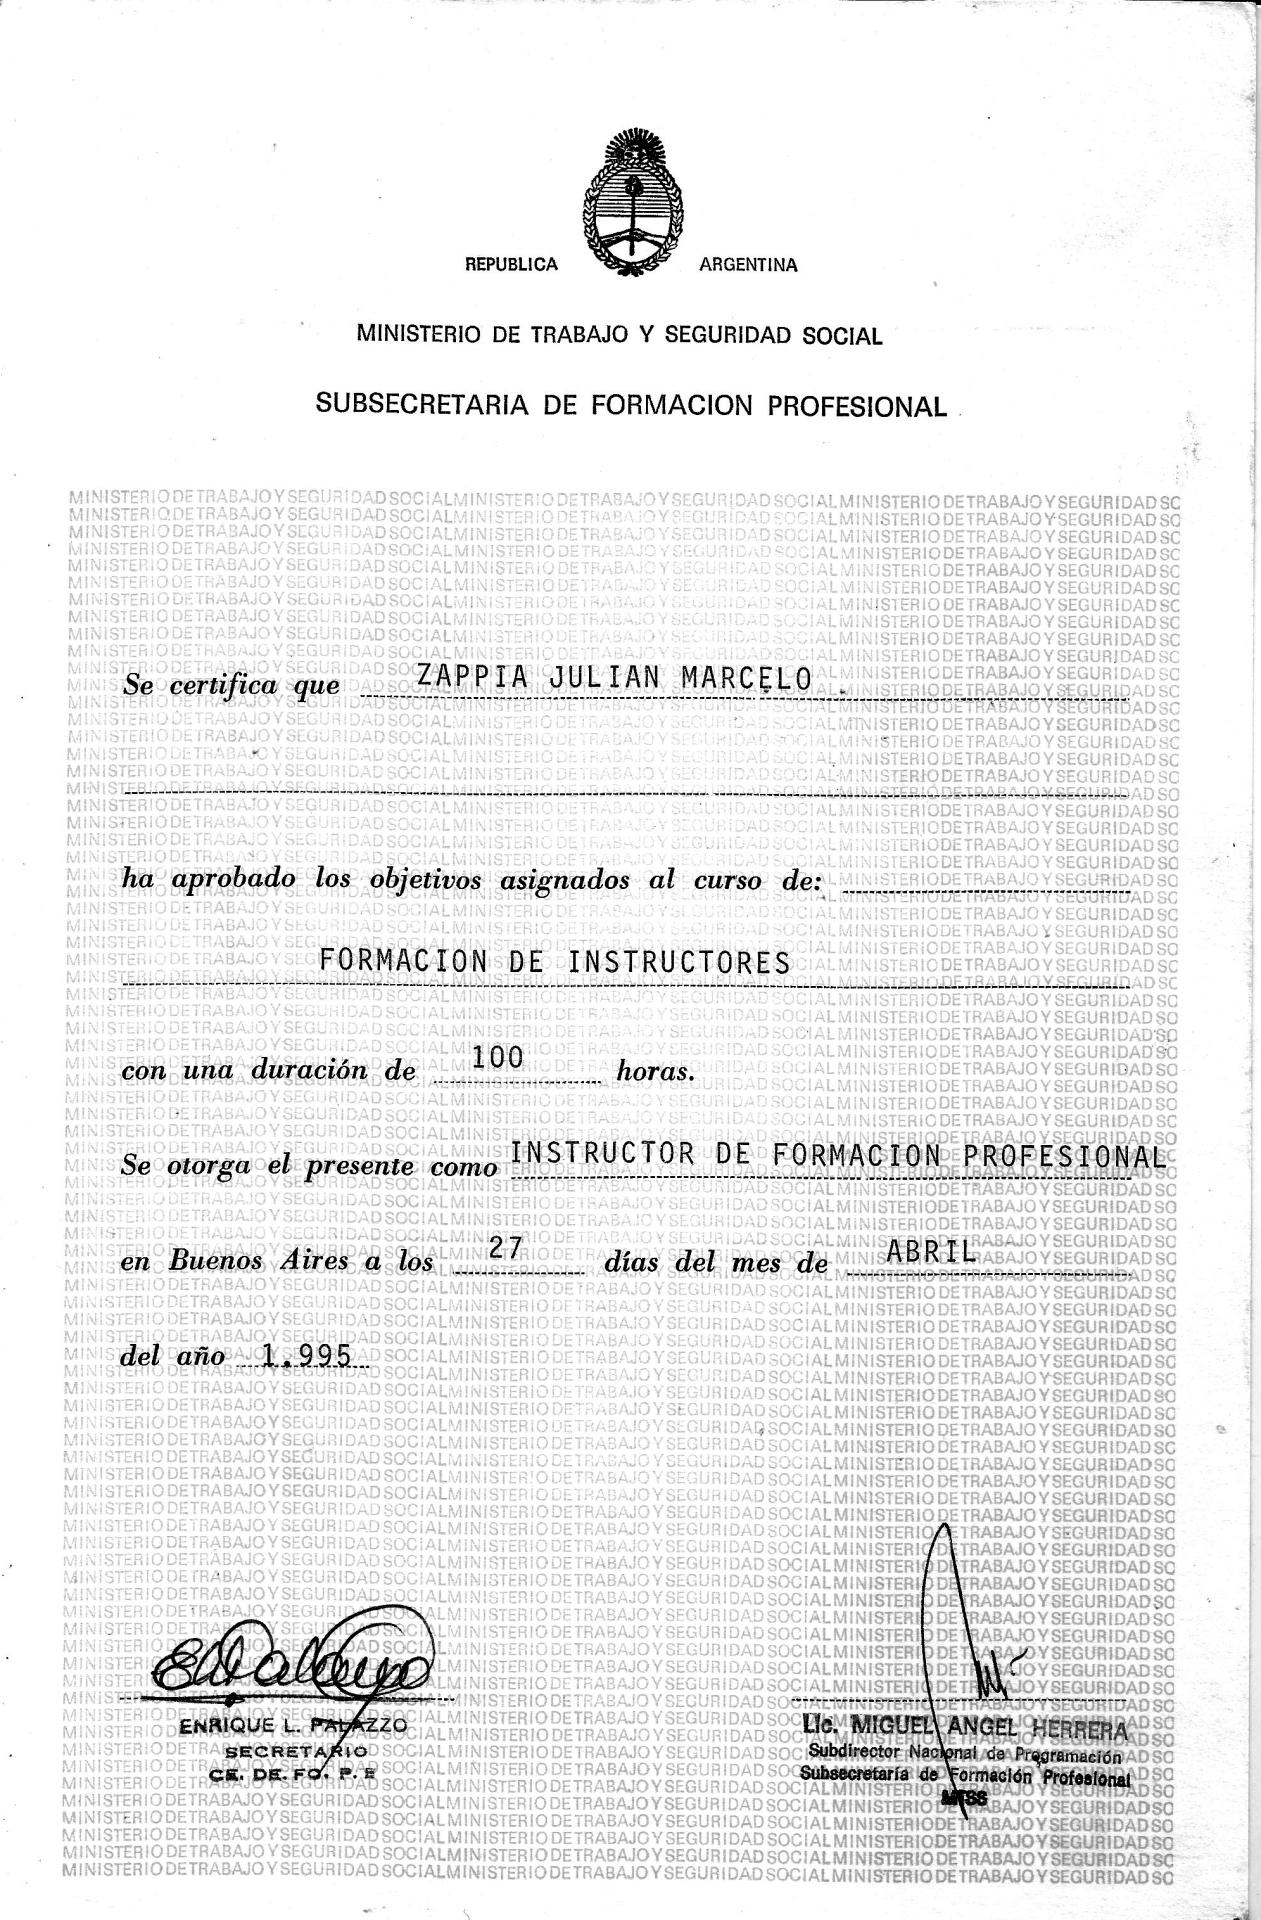 REPUBLICA ARGENTINA
MINISTERIO DE TRABAJO Y SEGURIDAD SOCIAL
SUBSECRETARIA DE FORMACION PROFESIONAL
Se certifica que ZAPPIA JULIAN MARCELO
ha aprobado los objetivos asignados al curso de:
FORMACION DE INSTRUCTORES
con una duración de 100 horas.
Se otorga el presente como INSTRUCTOR DE FORMACION PROFESIONAL
en Buenos Aires a los 27 días del mes de ABRIL
del año 1.995
ENRIQUE L. PALAZZO
SECRETARIO
CE. DE. FO. P. E
Lic. MIGUEL ANGEL HERRERA
Subdirector Nacional de Programación
Subsecretaría de Formación Profesional
MTSS